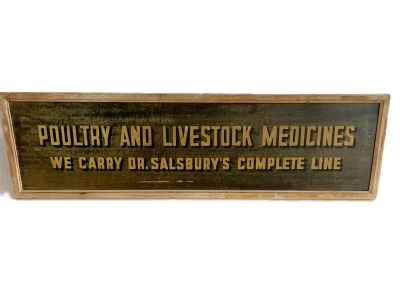 POULTRY AND LIVESTOCK MEDICINES
WE CARRY DR. SALSBURY'S COMPLETE LINE